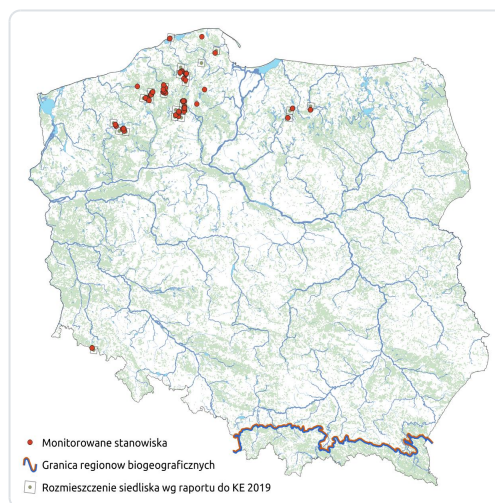 Monitorowane stanowiska
Granica regionow biogeograficznych
Rozmieszczenie siedliska wg raportu do KE 2019